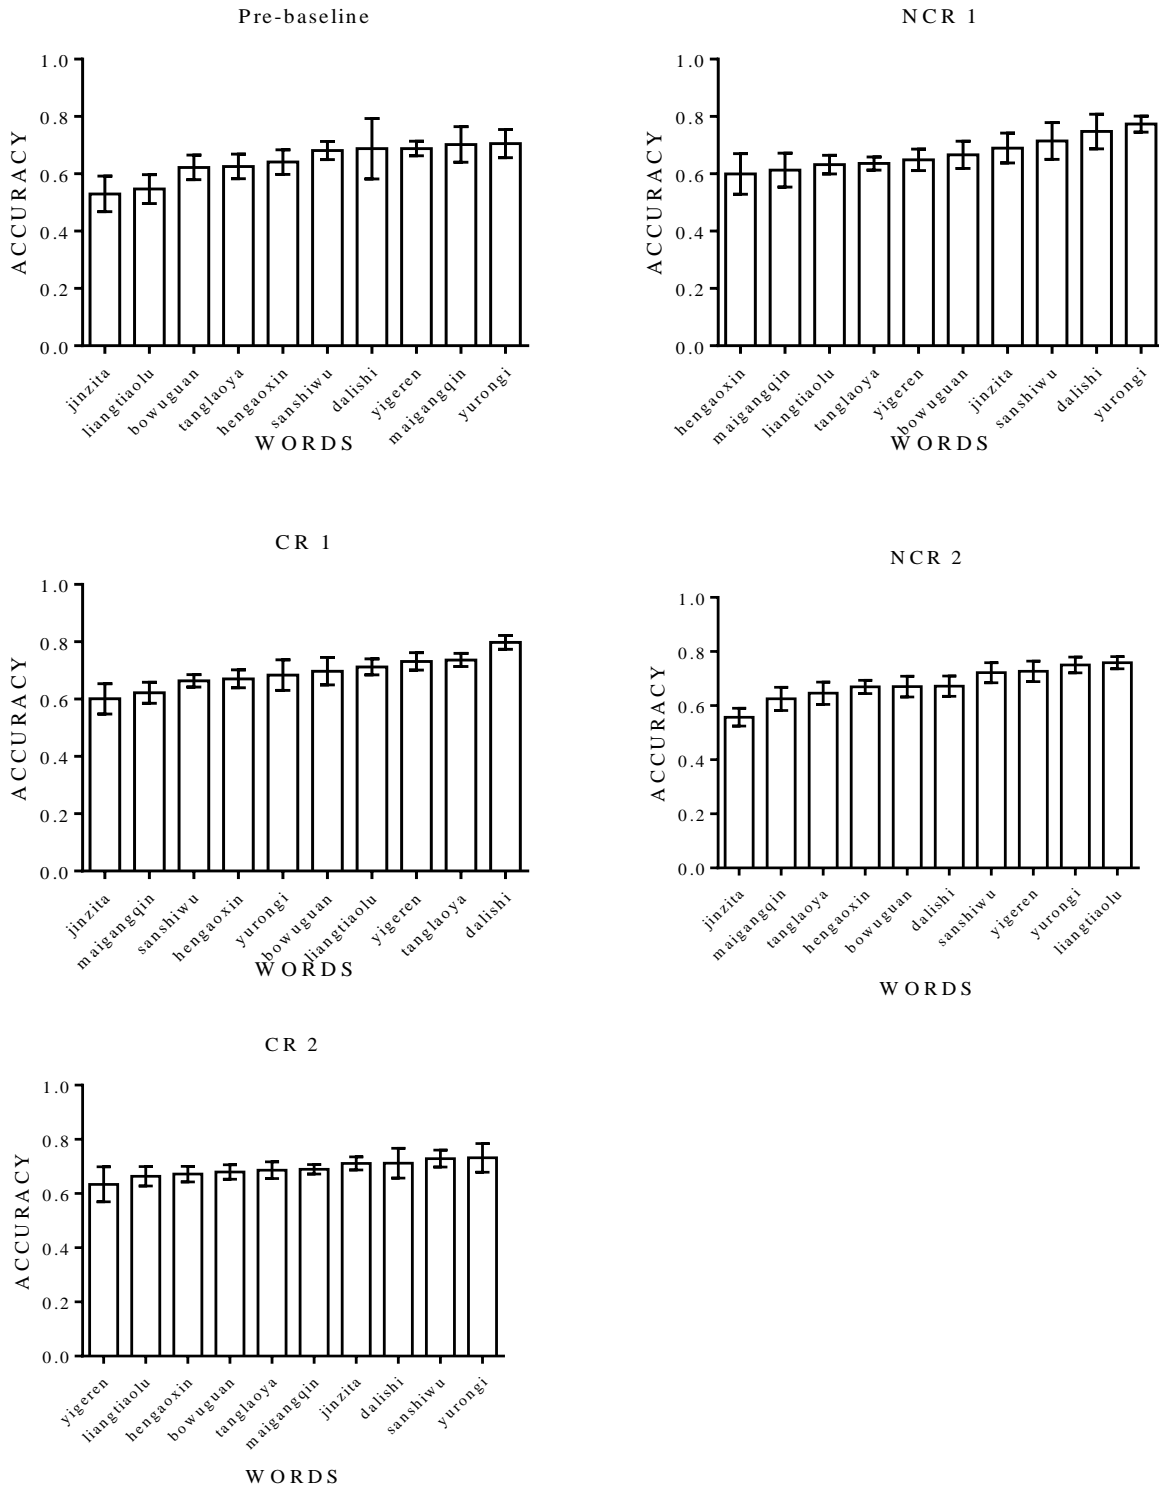 Pre-baseline
ACCURACY
1.0
0.8
0.6
0.4
0.2
0.0
jinzita
liangtiaolu
bowuguan
tanglaoya
hengaoxin
sanshiwu
dalishi
yigeren
maigangqin
yurongi
WORDS
NCR 1
ACCURACY
1.0
0.8
0.6
0.4
0.2
0.0
hengaoxin
maigangqin
liangtiaolu
tanglaoya
yigeren
bowuguan
jinzita
sanshiwu
dalishi
yurongi
WORDS
CR 1
ACCURACY
1.0
0.8
0.6
0.4
0.2
0.0
jinzita
maigangqin
sanshiwu
hengaoxin
yurongi
bowuguan
liangtiaolu
yigeren
tanglaoya
dalishi
WORDS
NCR 2
ACCURACY
1.0
0.8
0.6
0.4
0.2
0.0
jinzita
maigangqin
tanglaoya
hengaoxin
bowuguan
dalishi
sanshiwu
yigeren
yurongi
liangtiaolu
WORDS
CR 2
ACCURACY
1.0
0.8
0.6
0.4
0.2
0.0
yigeren
liangtiaolu
hengaoxin
bowuguan
tanglaoya
maigangqin
jinzita
dalishi
sanshiwu
yurongi
WORDS